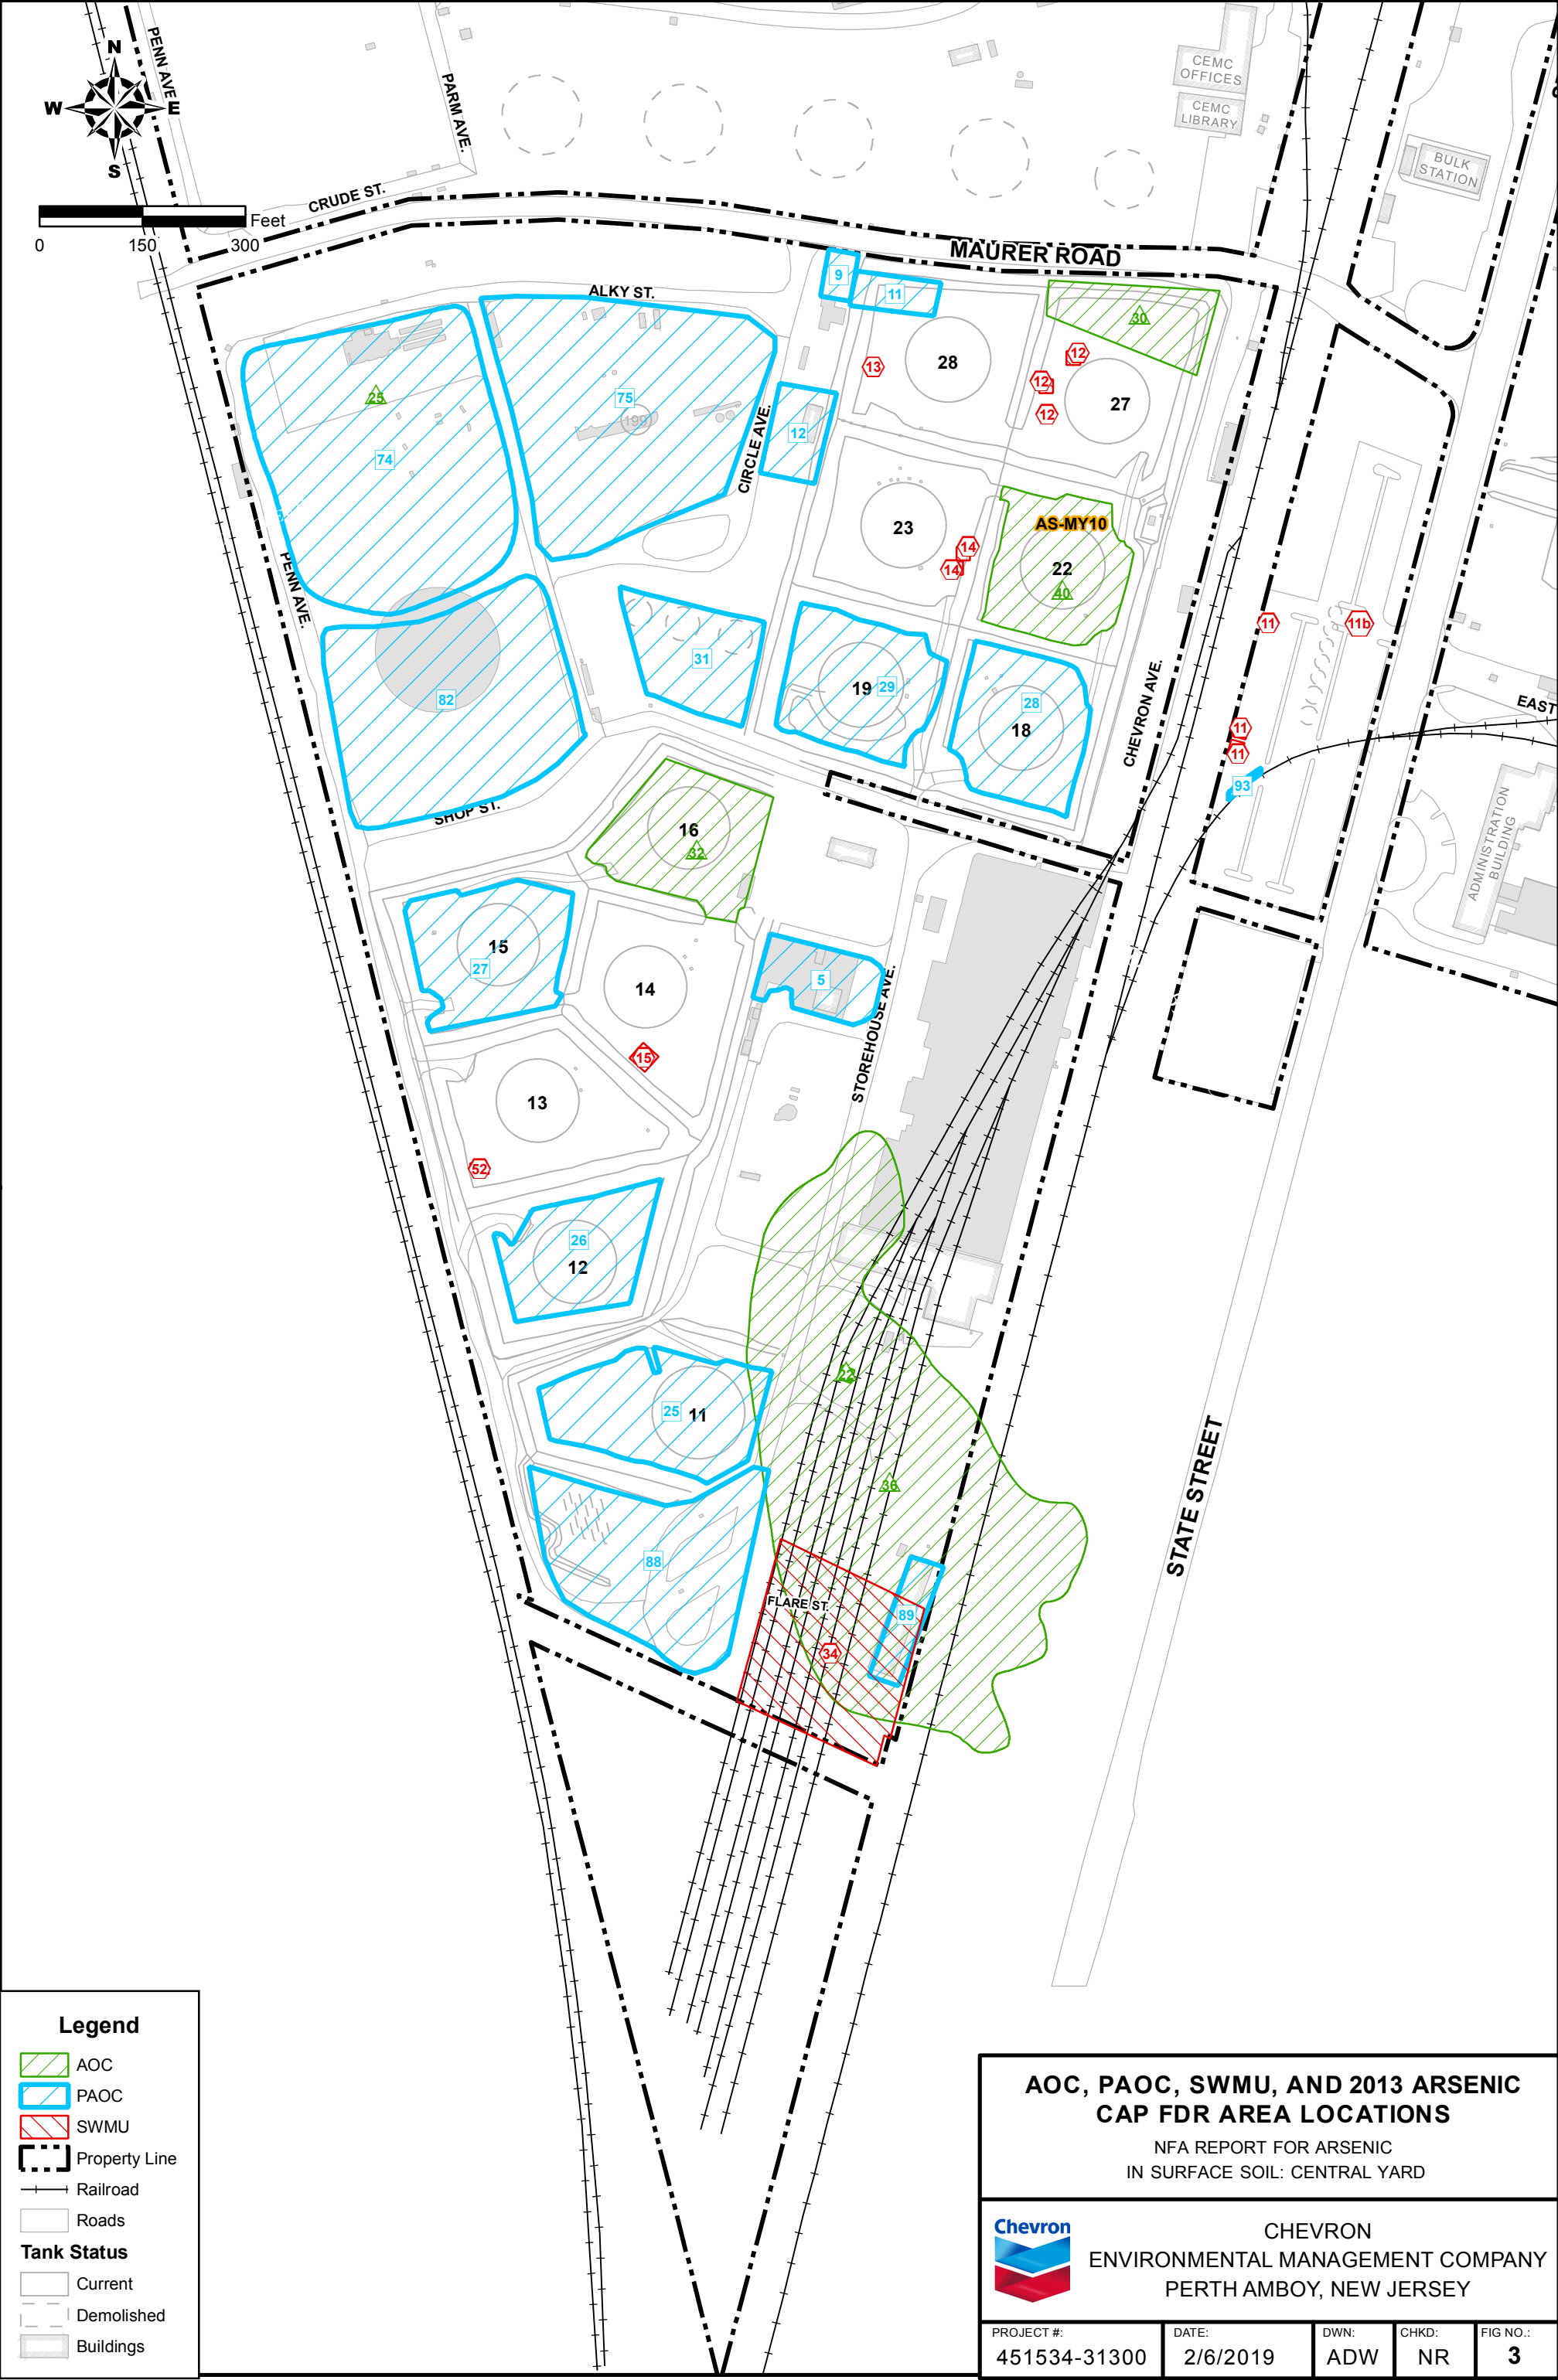 PENN AVE
PARM AVE.
N
W
E
S
CEMC
OFFICES
CEMC
LIBRARY
BULK
STATION
CRUDE ST.
Feet
0
150
300
MAURER ROAD
ALKY ST.
9
11
30
13
28
12
12
12
27
25
75
199
74
CIRCLE AVE.
12
23
AS-MY10
14
14
22
40
PENN AVE.
11
11b
31
19
29
28
18
82
CHEVRON AVE.
11
11
93
EAST
SHOP ST.
16
32
ADMINISTRATION
BUILDING
15
27
14
5
STOREHOUSE AVE.
15
13
52
26
12
22
25
11
36
STATE STREET
88
FLARE ST.
89
34
Legend
AOC
PAOC
SWMU
Property Line
Railroad
Roads
Tank Status
Current
Demolished
Buildings
AOC, PAOC, SWMU, AND 2013 ARSENIC
CAP FDR AREA LOCATIONS
NFA REPORT FOR ARSENIC
IN SURFACE SOIL: CENTRAL YARD
Chevron
CHEVRON
ENVIRONMENTAL MANAGEMENT COMPANY
PERTH AMBOY, NEW JERSEY
PROJECT #:
451534-31300
DATE:
2/6/2019
DWN:
ADW
CHKD:
NR
FIG NO.:
3